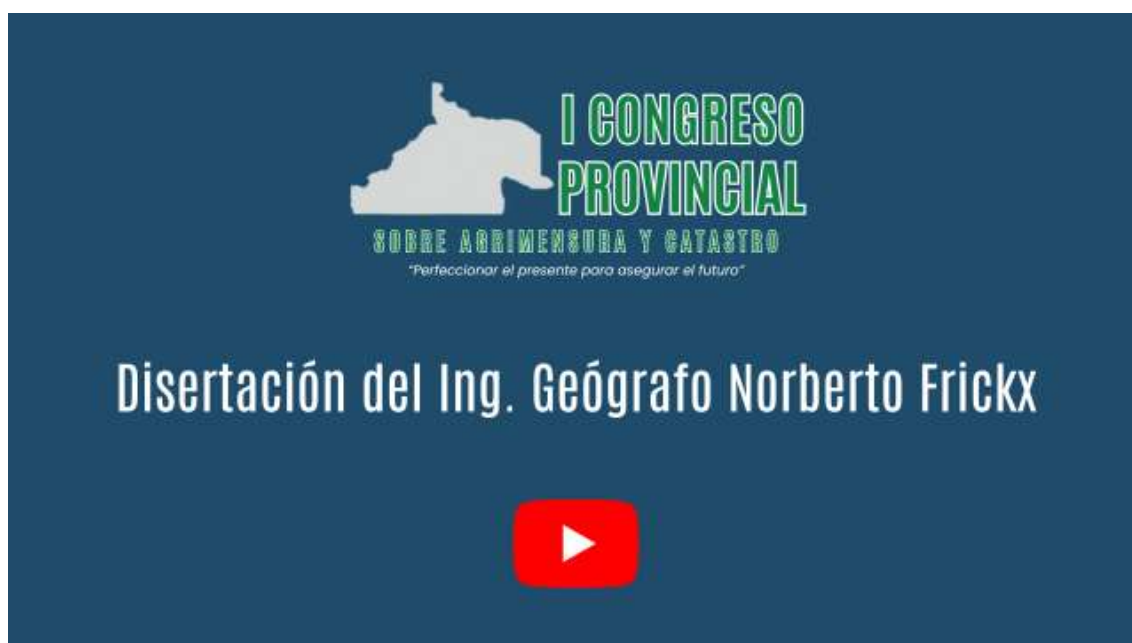 I CONGRESO
PROVINCIAL
SOBRE AGRIMENSURA Y CATASTRO
"Perfeccionar el presente para asegurar el futuro"
Disertación del Ing. Geógrafo Norberto Frickx